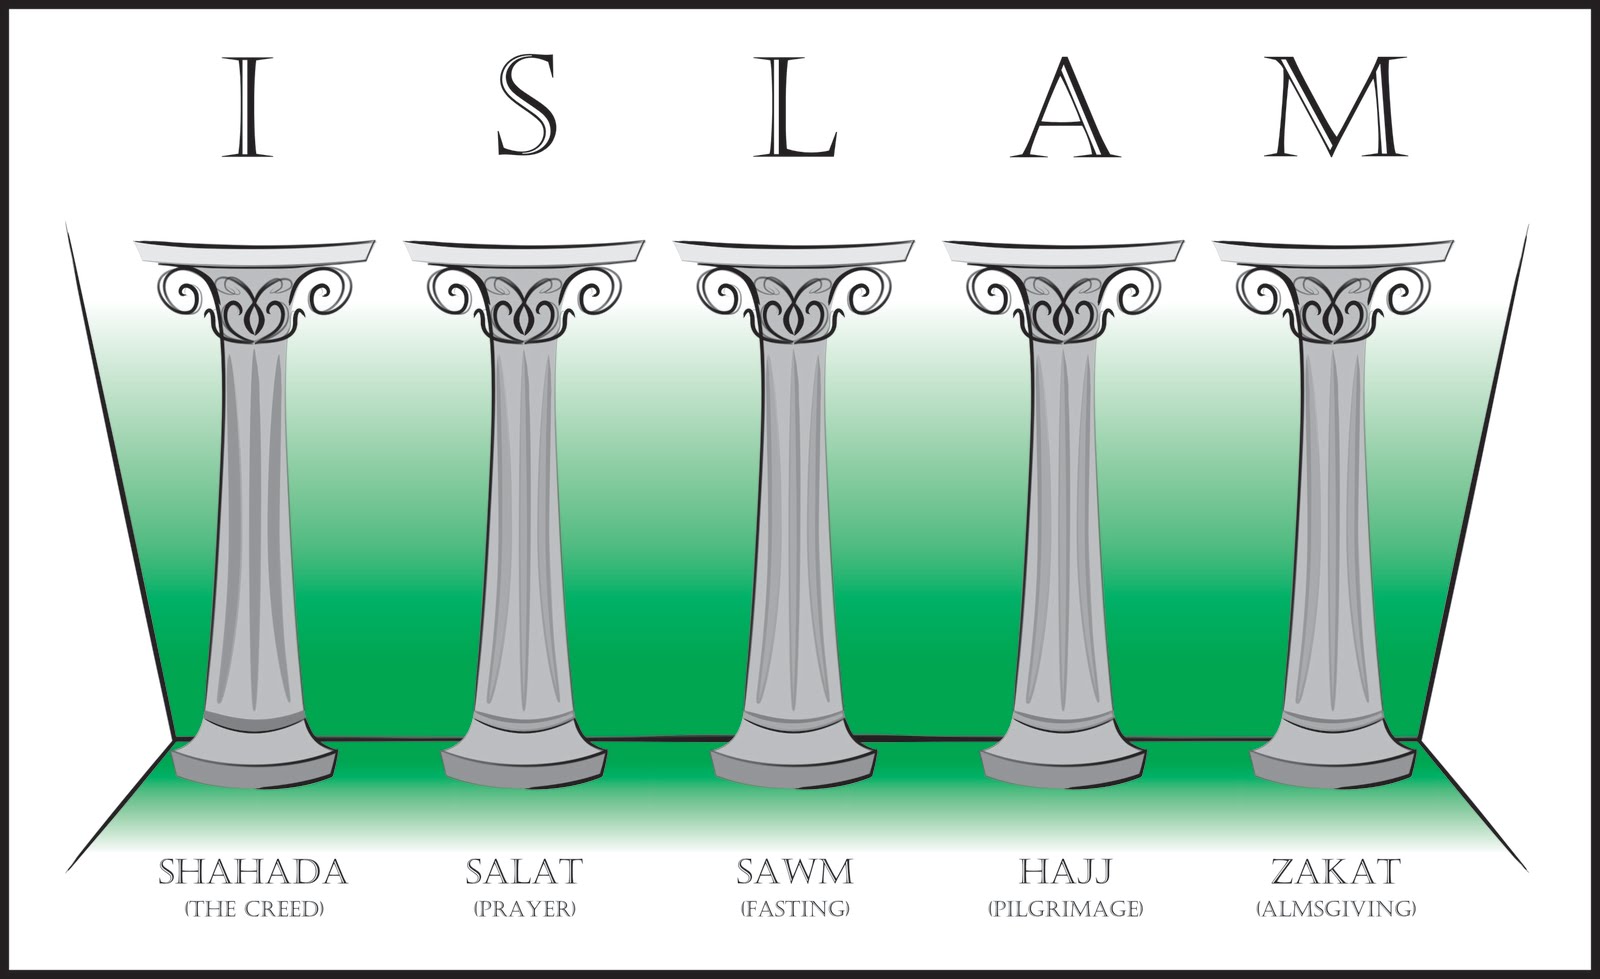 I S L A M
SHAHADA SALAT SAWM HAJJ ZAKAT
(THE CREED) (PRAYER) (FASTING) (PILGRIMAGE) (ALMSGIVING)